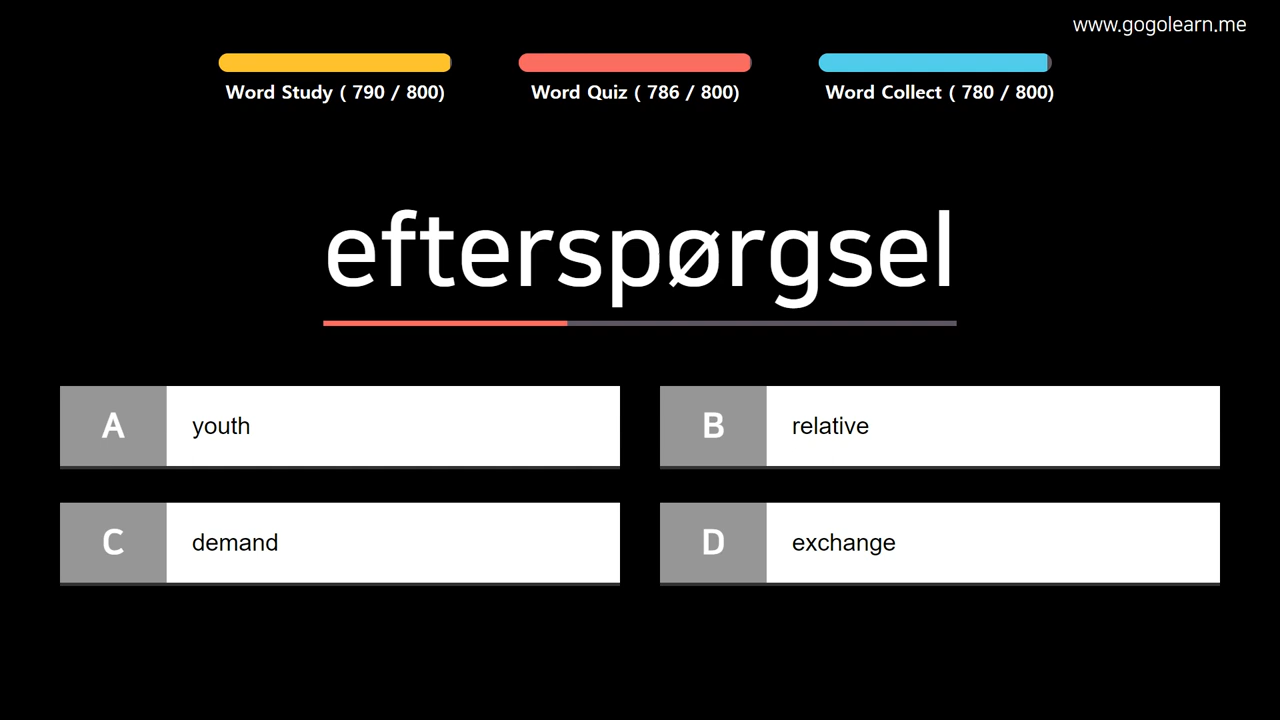 www.gogolearn.me
Word Study ( 790 / 800)
Word Quiz ( 786 / 800)
Word Collect ( 780 / 800)
efterspørgsel
A youth
B relative
C demand
D exchange